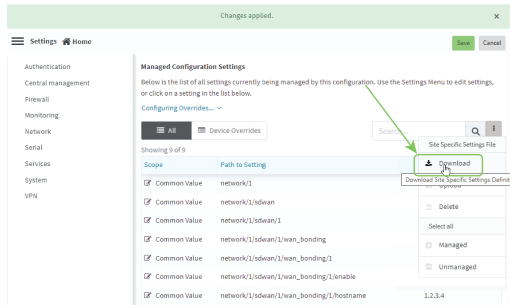 Changes applied.
×
Settings Home
Save Cancel
Authentication
Central management
Firewall
Monitoring
Network
Serial
Services
System
VPN
Managed Configuration Settings
Below is the list of all settings currently being managed by this configuration. Use the Settings Menu to edit settings,
or click on a setting in the list below.
Configuring Overrides...
All Device Overrides
Search...
Showing 9 of 9
Scope Path to Setting
Common Value network/1
Common Value network/sdwan
Common Value network/sdwan/1
Common Value network/1/sdwan/1/wan_bonding
Common Value network/1/sdwan/1/wan_bonding/1
Common Value network/1/sdwan/1/wan_bonding/1/enable
Common Value network/1/sdwan/1/wan_bonding/1/hostname 1.2.3.4
Site Specific Settings File
Download
Download Site Specific Settings Definit
Upload
Delete
Select all
Managed
Unmanaged